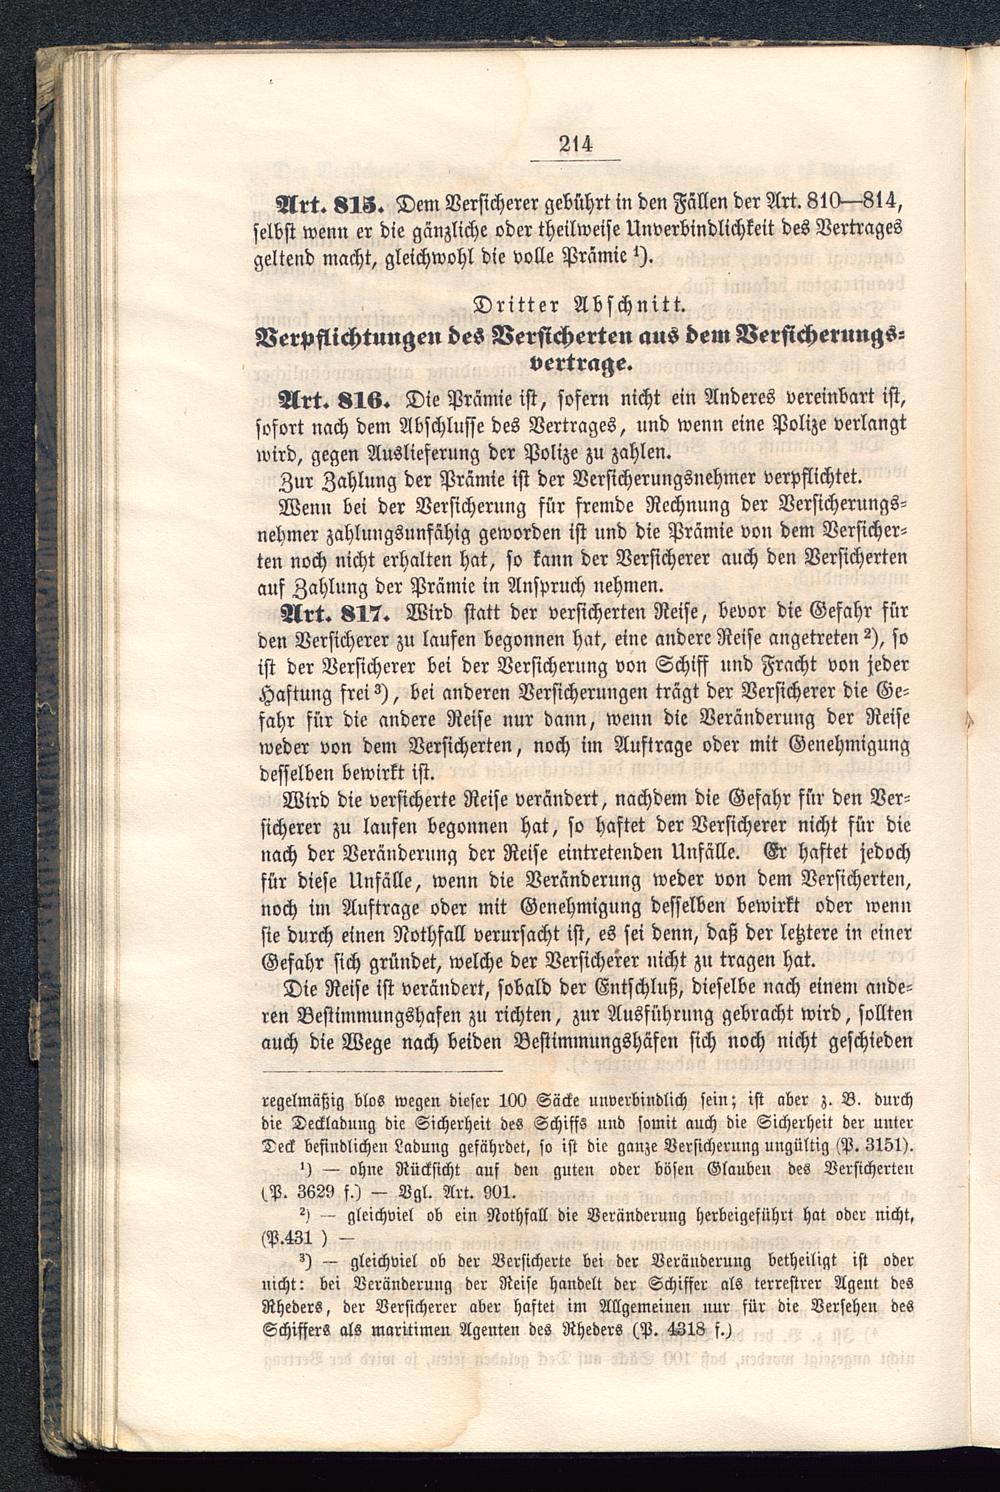 214
Art. 815. Dem Versicherer gebührt in den Fällen der Art. 810—814,
selbst wenn er die gänzliche oder theilweise Unverbindlichkeit des Vertrages
geltend macht, gleichwohl die volle Prämie ¹).
Dritter Abschnitt.
Verpflichtungen des Versicherten aus dem Versicherungs-
vertrage.
Art. 816. Die Prämie ist, sofern nicht ein Anderes vereinbart ist,
sofort nach dem Abschlusse des Vertrages, und wenn eine Polize verlangt
wird, gegen Auslieferung der Polize zu zahlen.
Zur Zahlung der Prämie ist der Versicherungsnehmer verpflichtet.
Wenn bei der Versicherung für fremde Rechnung der Versicherungs-
nehmer zahlungsunfähig geworden ist und die Prämie von dem Versicher-
ten noch nicht erhalten hat, so kann der Versicherer auch den Versicherten
auf Zahlung der Prämie in Anspruch nehmen.
Art. 817. Wird statt der versicherten Reise, bevor die Gefahr für
den Versicherer zu laufen begonnen hat, eine andere Reise angetreten ²), so
ist der Versicherer bei der Versicherung von Schiff und Fracht von jeder
Haftung frei ³), bei anderen Versicherungen trägt der Versicherer die Ge-
fahr für die andere Reise nur dann, wenn die Veränderung der Reise
weder von dem Versicherten, noch im Auftrage oder mit Genehmigung
desselben bewirkt ist.
Wird die versicherte Reise verändert, nachdem die Gefahr für den Ver-
sicherer zu laufen begonnen hat, so haftet der Versicherer nicht für die
nach der Veränderung der Reise eintretenden Unfälle. Er haftet jedoch
für diese Unfälle, wenn die Veränderung weder von dem Versicherten,
noch im Auftrage oder mit Genehmigung desselben bewirkt oder wenn
sie durch einen Nothfall verursacht ist, es sei denn, daß der letztere in einer
Gefahr sich gründet, welche der Versicherer nicht zu tragen hat.
Die Reise ist verändert, sobald der Entschluß, dieselbe nach einem ande-
ren Bestimmungshafen zu richten, zur Ausführung gebracht wird, sollten
auch die Wege nach beiden Bestimmungshäfen sich noch nicht geschieden
regelmäßig blos wegen dieser 100 Säcke unverbindlich sein; ist aber z. B. durch
die Deckladung die Sicherheit des Schiffs und somit auch die Sicherheit der unter
Deck befindlichen Ladung gefährdet, so ist die ganze Versicherung ungültig (P. 3151).
¹) — ohne Rücksicht auf den guten oder bösen Glauben des Versicherten
(P. 3629 f.) — Vgl. Art. 901.
²) — gleichviel ob ein Nothfall die Veränderung herbeigeführt hat oder nicht,
(P.431 ) —
³) — gleichviel ob der Versicherte bei der Veränderung betheiligt ist oder
nicht: bei Veränderung der Reise handelt der Schiffer als terrestrer Agent des
Rheders, der Versicherer aber haftet im Allgemeinen nur für die Versehen des
Schiffers als maritimen Agenten des Rheders (P. 4318 f.)